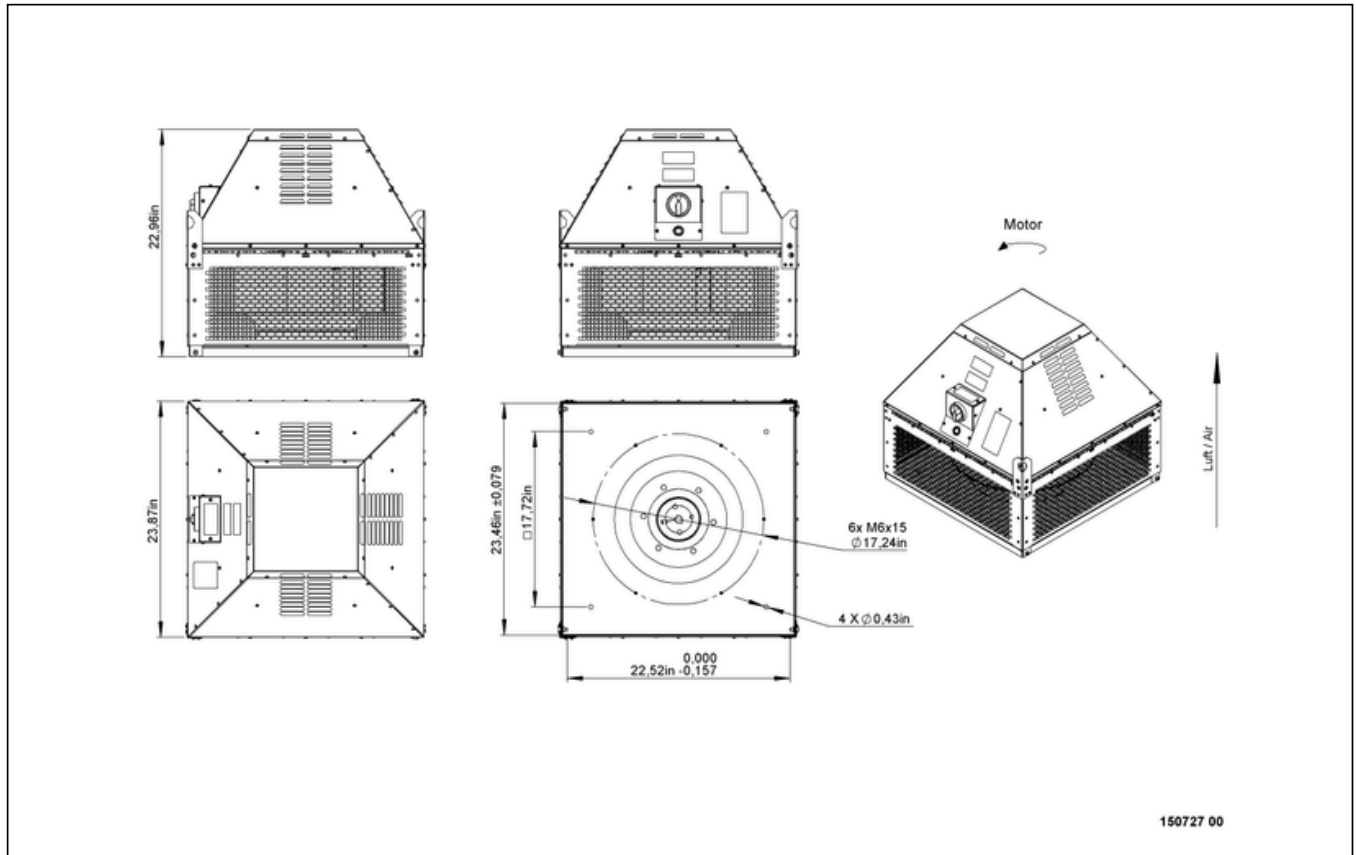 22,96in
Motor
Luft / Air
23,87in
23,46in ±0,079
□17,72in
6x M6x15
∅17,24in
4 X ∅0,43in
0,000
22,52in -0,157
150727 00